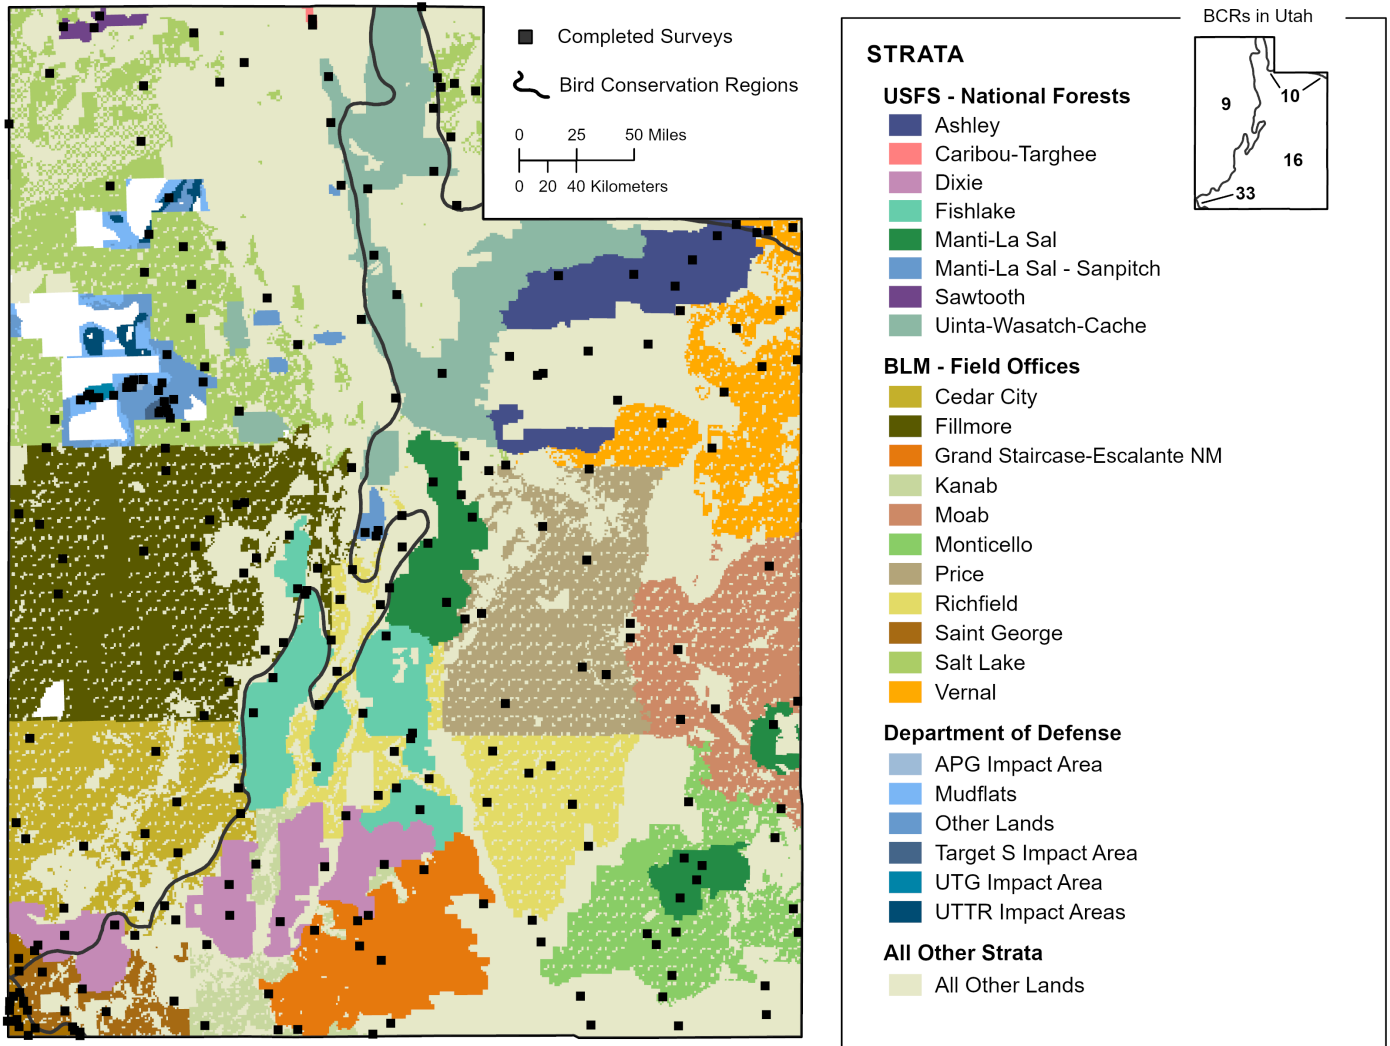 Completed Surveys
Bird Conservation Regions
0 25 50 Miles
0 20 40 Kilometers
BCRs in Utah
9
10
16
33
STRATA
USFS - National Forests
Ashley
Caribou-Targhee
Dixie
Fishlake
Manti-La Sal
Manti-La Sal - Sanpitch
Sawtooth
Uinta-Wasatch-Cache
BLM - Field Offices
Cedar City
Fillmore
Grand Staircase-Escalante NM
Kanab
Moab
Monticello
Price
Richfield
Saint George
Salt Lake
Vernal
Department of Defense
APG Impact Area
Mudflats
Other Lands
Target S Impact Area
UTG Impact Area
UTTR Impact Areas
All Other Strata
All Other Lands